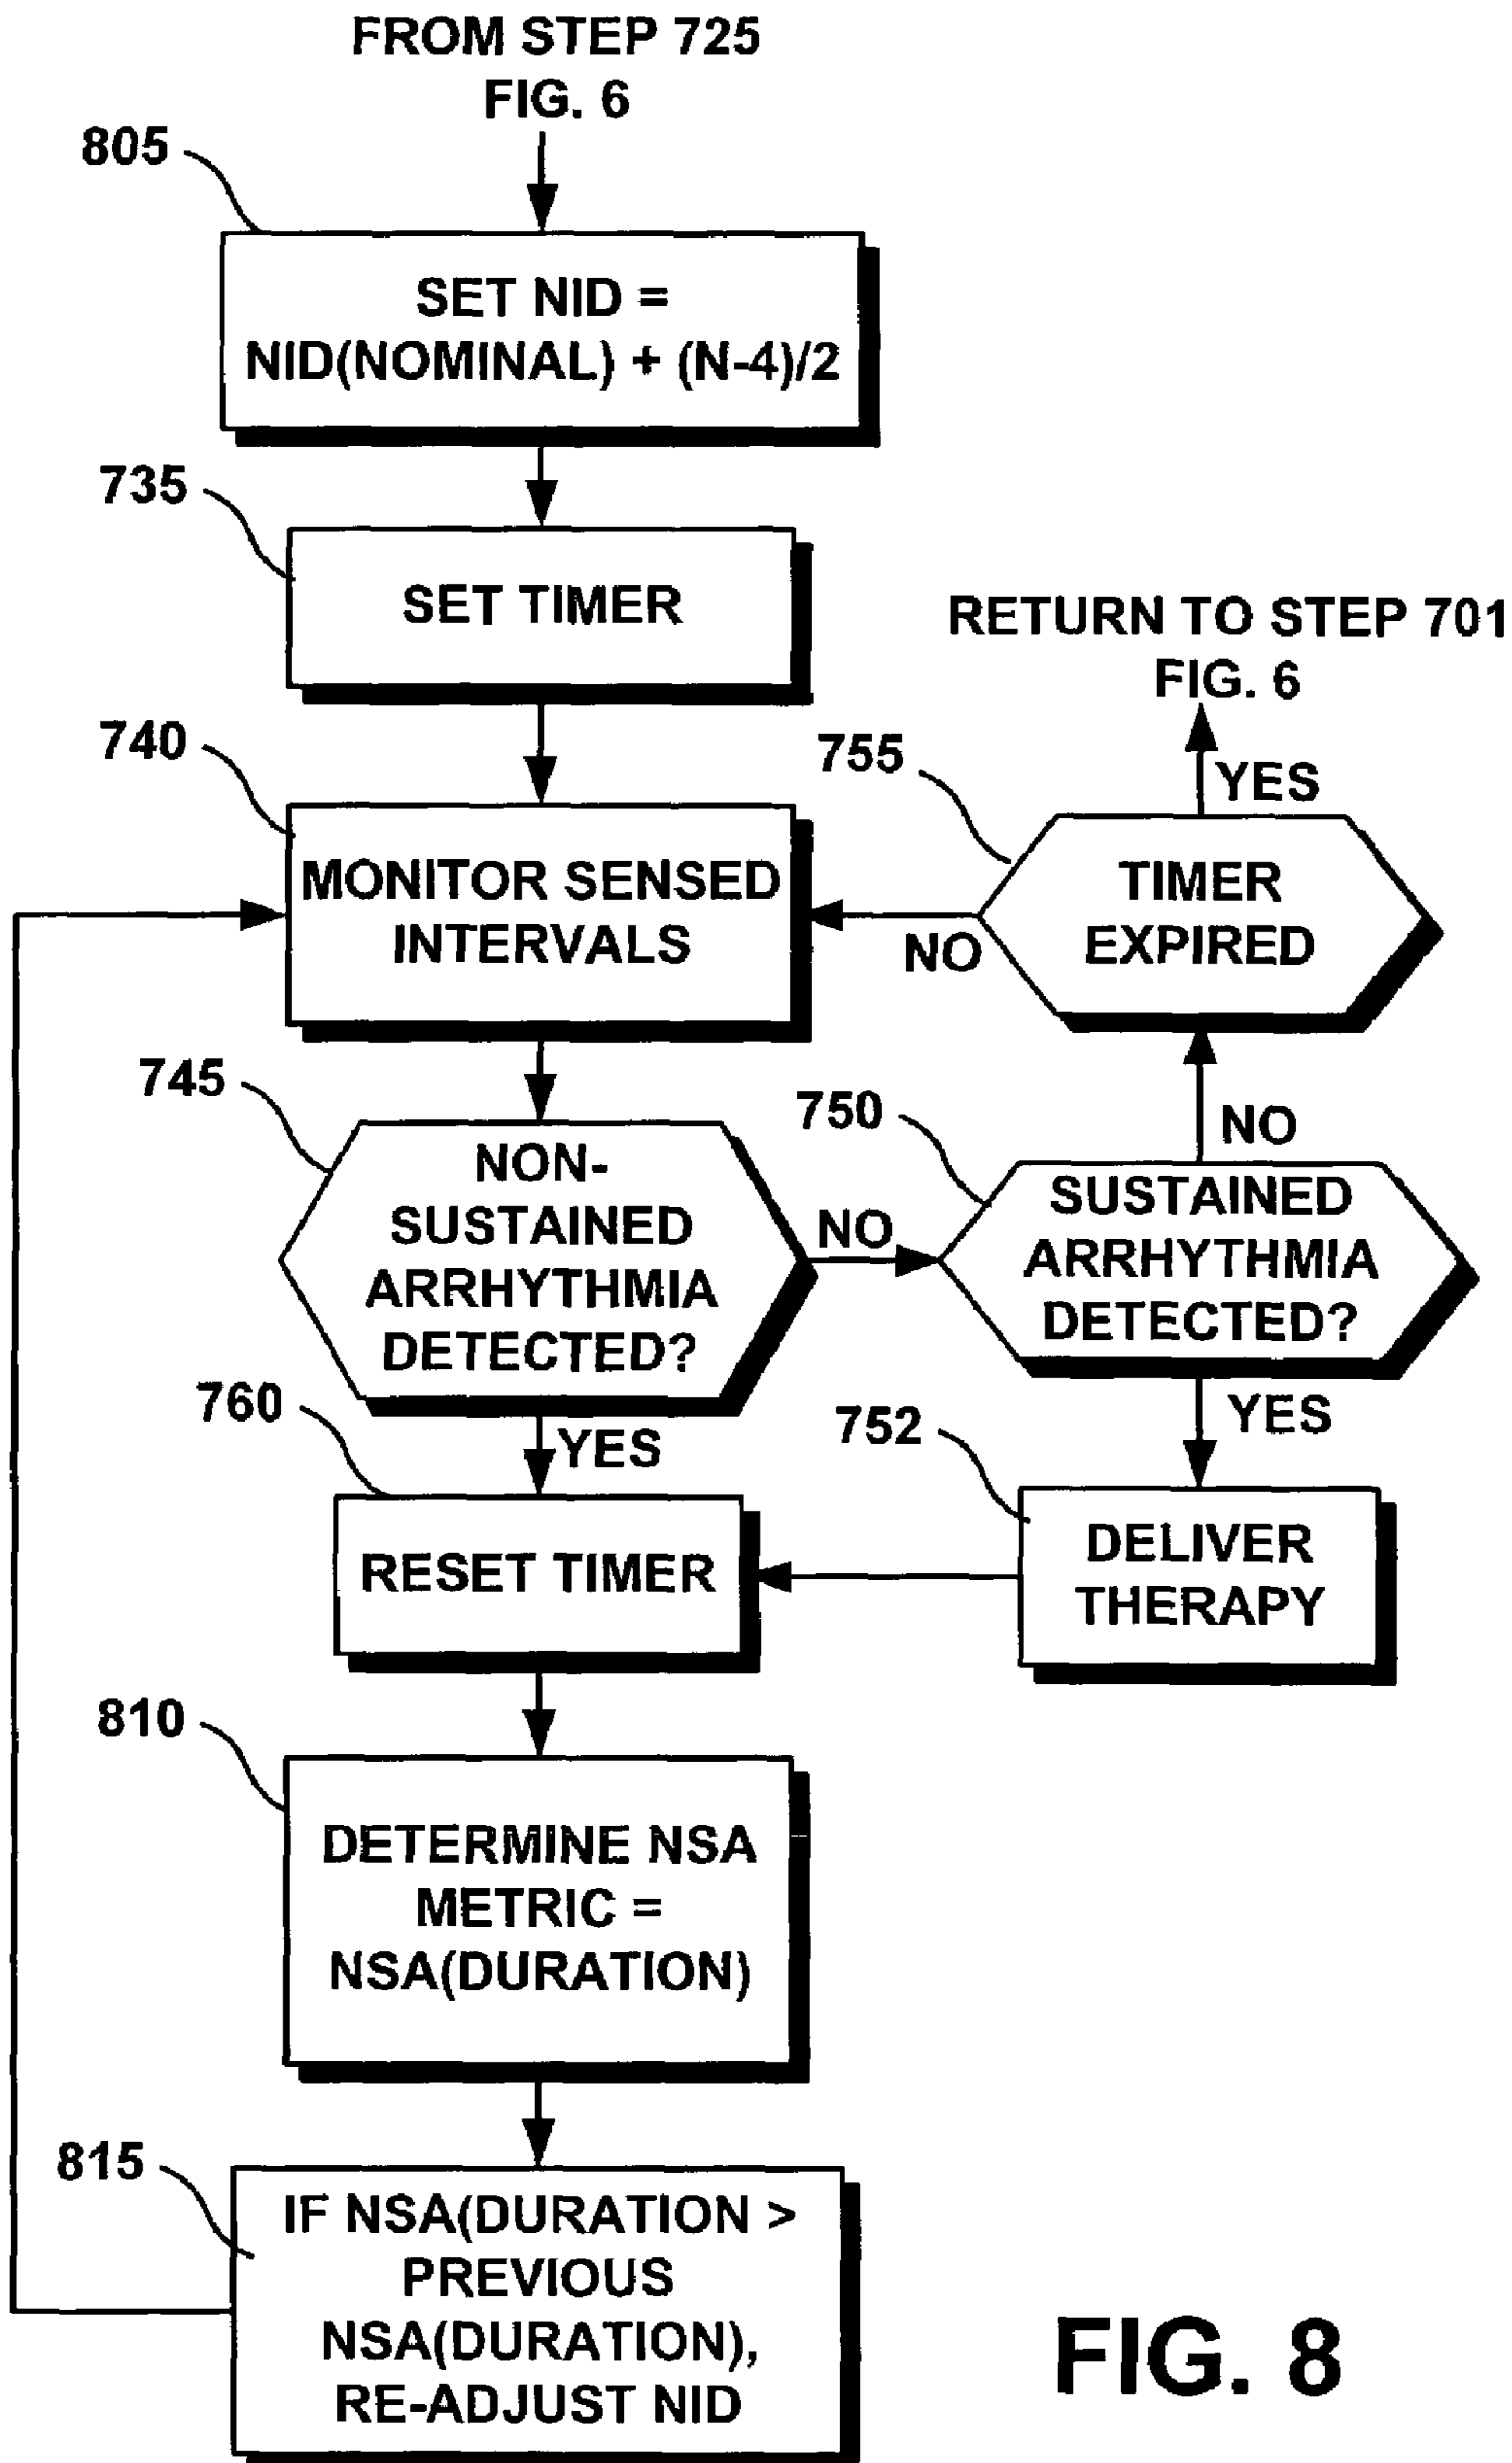 FROM STEP 725
FIG. 6
805
SET NID =
NID(NOMINAL) + (N-4)/2
735
SET TIMER
RETURN TO STEP 701
FIG. 6
740
MONITOR SENSED
INTERVALS
755
YES
TIMER
EXPIRED
NO
745
NON-
SUSTAINED
ARRHYTHMIA
DETECTED?
NO
750
NO
SUSTAINED
ARRHYTHMIA
DETECTED?
YES
760
YES
RESET TIMER
752
DELIVER
THERAPY
810
DETERMINE NSA
METRIC =
NSA(DURATION)
815
IF NSA(DURATION >
PREVIOUS
NSA(DURATION),
RE-ADJUST NID
FIG. 8